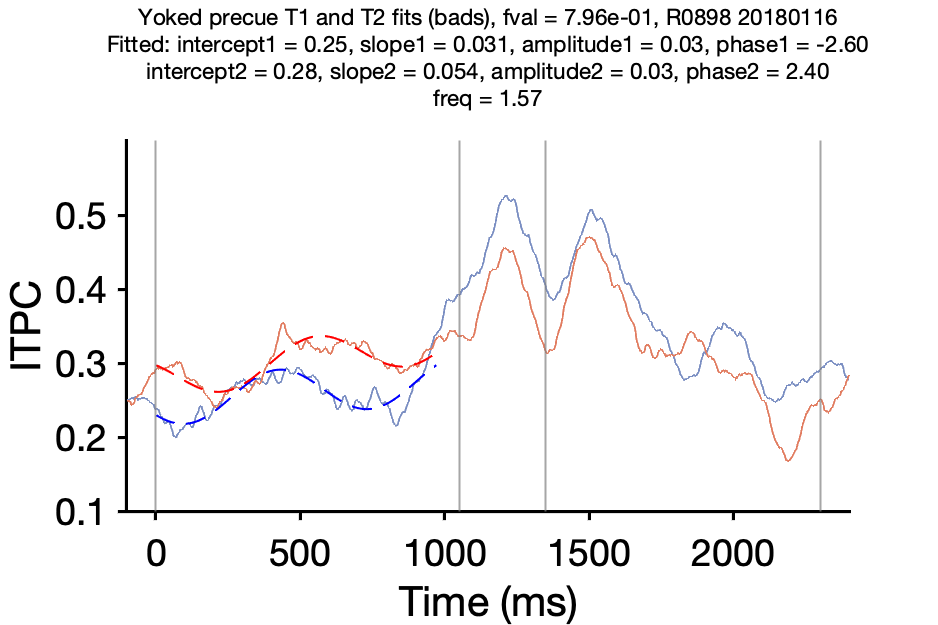 Yoked precue T1 and T2 fits (bads), fval = 7.96e-01, R0898 20180116
Fitted: intercept1 = 0.25, slope1 = 0.031, amplitude1 = 0.03, phase1 = -2.60
intercept2 = 0.28, slope2 = 0.054, amplitude2 = 0.03, phase2 = 2.40
freq = 1.57
0.5
0.4
0.3
0.2
0.1
ITPC
0 500 1000 1500 2000
Time (ms)